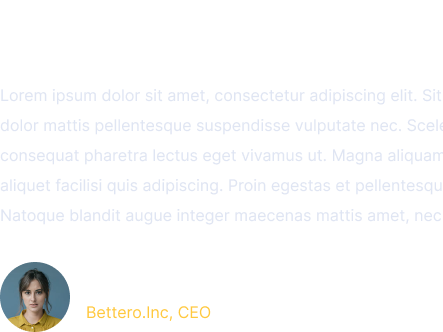 Lorem ipsum dolor sit amet, consectetur adipiscing elit. Sit
dolor mattis pellentesque suspendisse vulputate nec. Scele
consequat pharetra lectus eget vivamus ut. Magna aliquam
aliquet facilisi quis adipiscing. Proin egestas et pellentesqu
Natoque blandit augue integer maecenas mattis amet, nec
Bettero.Inc, CEO